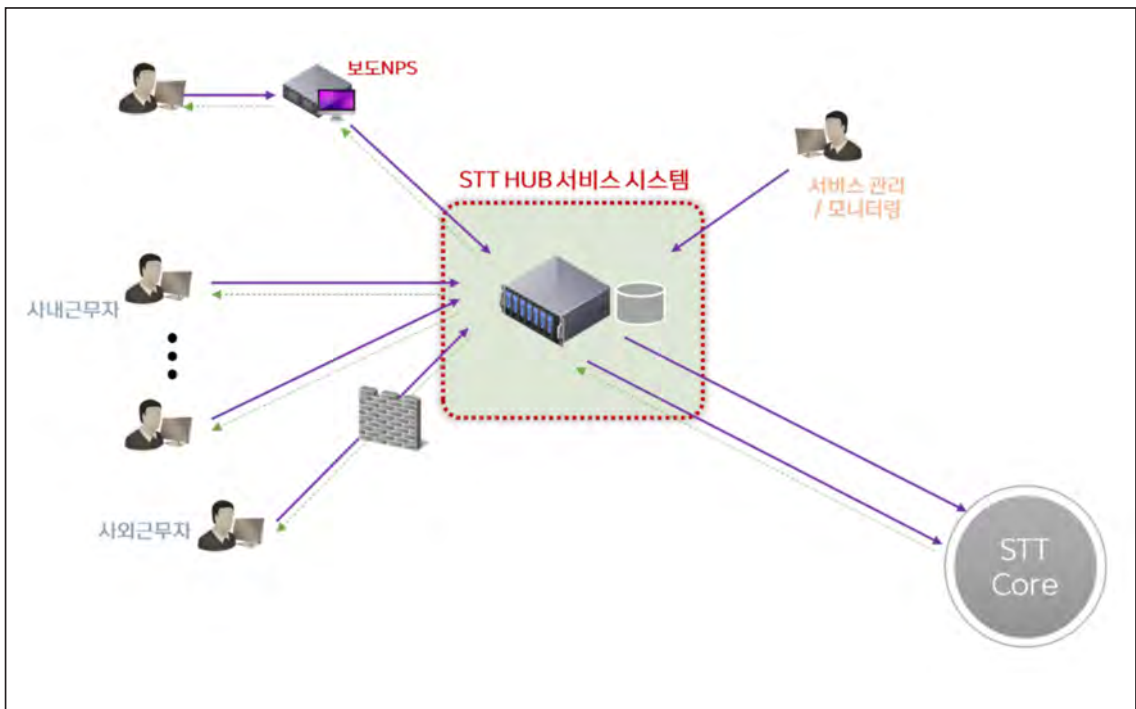 보도NPS
STT HUB 서비스 시스템
서비스 관리
/ 모니터링
사내근무자
사외근무자
STT
Core